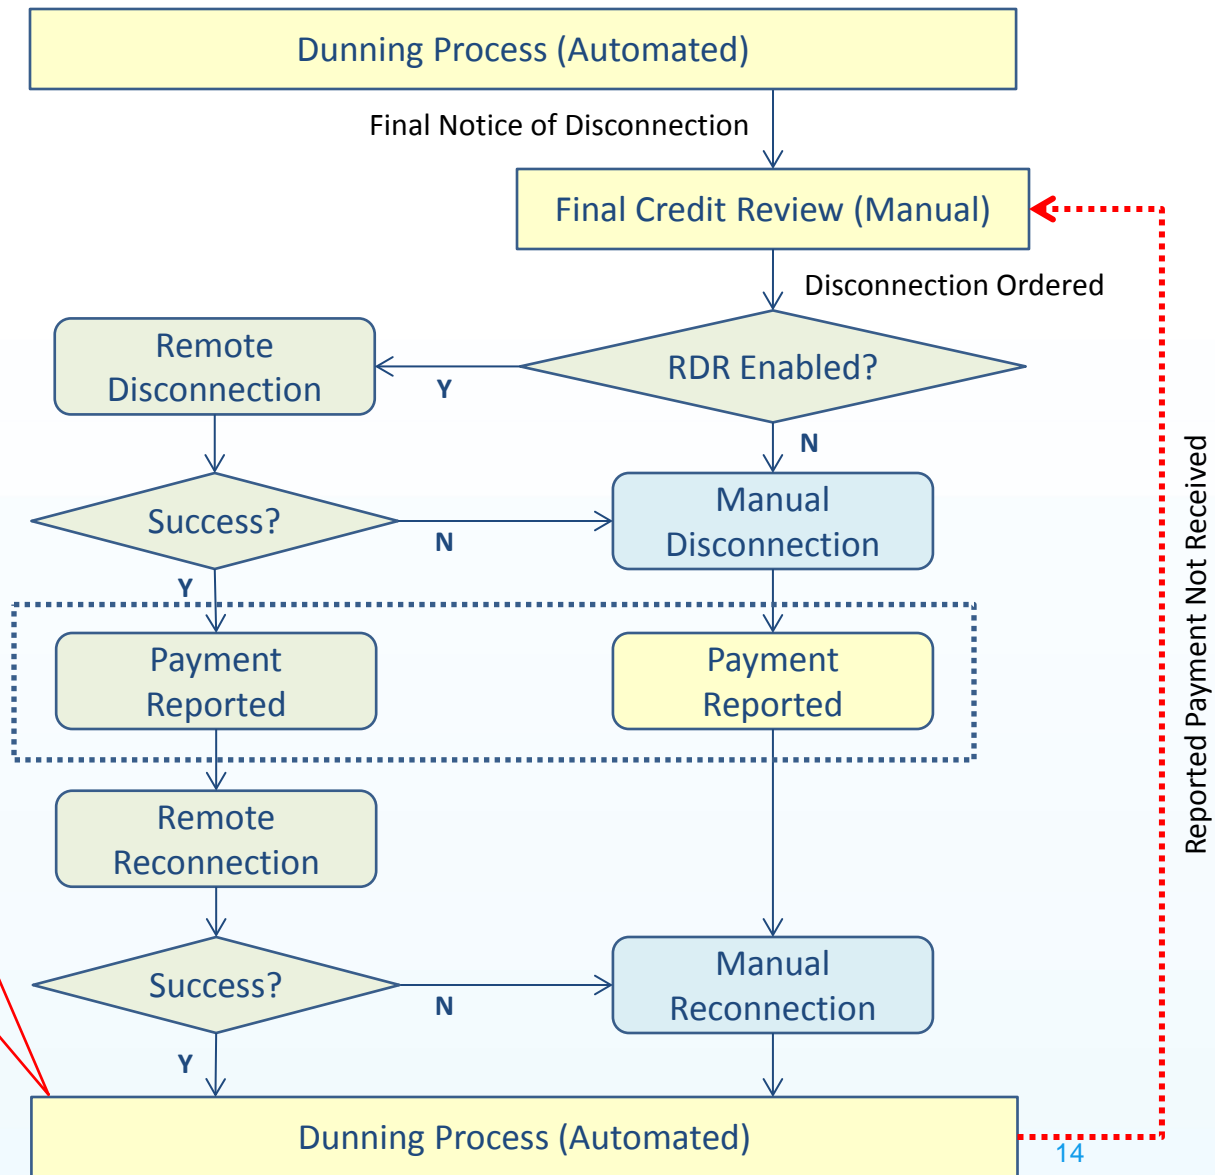 Dunning Process (Automated)
Final Notice of Disconnection
Final Credit Review (Manual)
Disconnection Ordered
RDR Enabled?
Y
N
Remote
Disconnection
Success?
N
Y
Manual
Disconnection
Payment
Reported
Payment
Reported
Remote
Reconnection
Success?
N
Y
Manual
Reconnection
Dunning Process (Automated)
Reported Payment Not Received
14